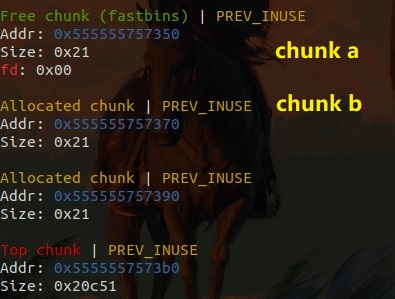 Free chunk (fastbins) | PREV_INUSE
Addr: 0x555555757350
Size: 0x21
chunk a
fd: 0x00
Allocated chunk | PREV_INUSE
chunk b
Addr: 0x555555757370
Size: 0x21
Allocated chunk | PREV_INUSE
Addr: 0x555555757390
Size: 0x21
Top chunk | PREV_INUSE
Addr: 0x5555557573b0
Size: 0x20c51